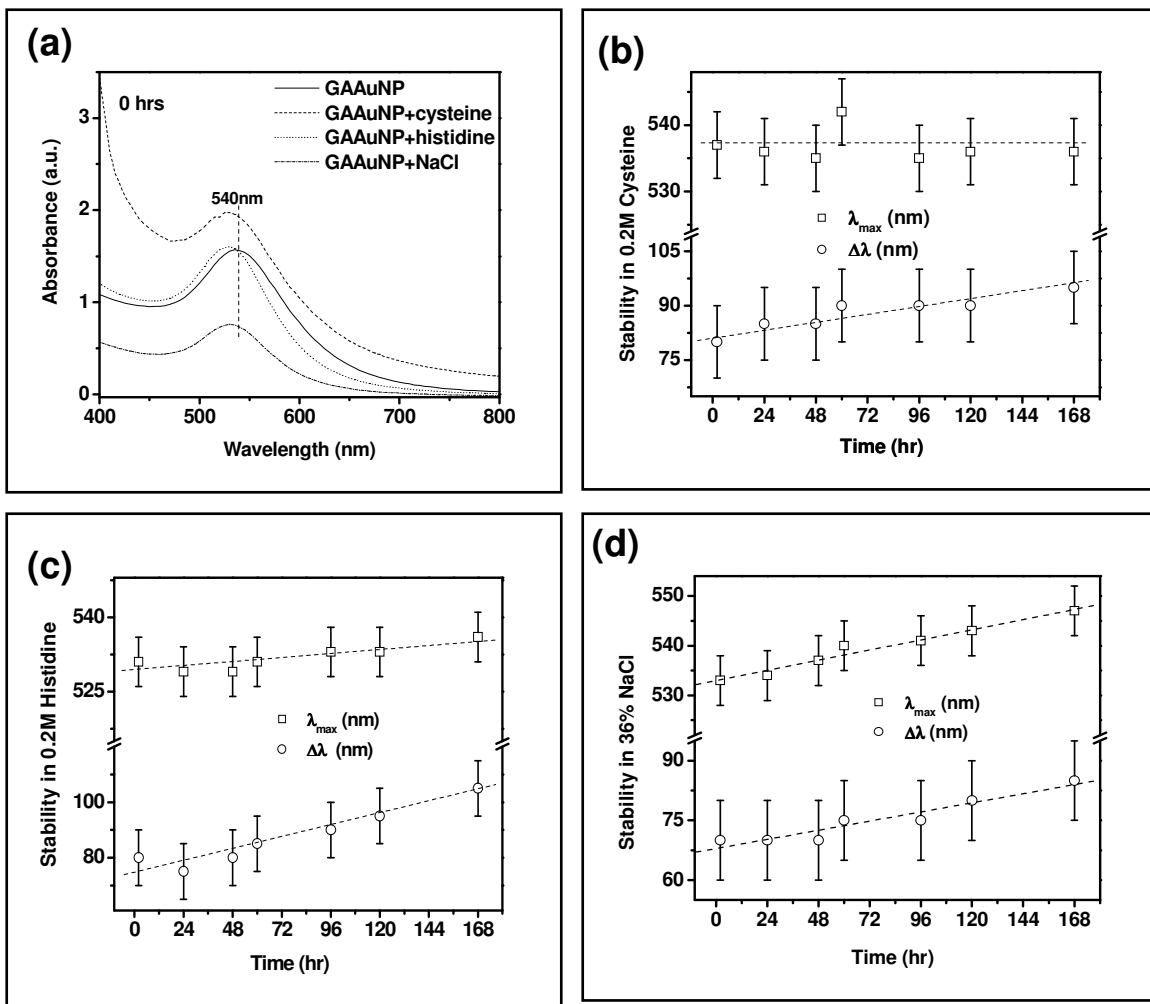 (a)
0 hrs
GAAuNP
GAAuNP+cysteine
GAAuNP+histidine
GAAuNP+NaCl
540nm
Absorbance (a.u.)
3
2
1
0
400 500 600 700 800
Wavelength (nm)
(b)
Stability in 0.2M Cysteine
540
530
λmax (nm)
Δλ (nm)
105
90
75
0 24 48 72 96 120 144 168
Time (hr)
(c)
Stability in 0.2M Histidine
540
525
λmax (nm)
Δλ (nm)
100
80
0 24 48 72 96 120 144 168
Time (hr)
(d)
Stability in 36% NaCl
550
540
530
λmax (nm)
Δλ (nm)
90
75
60
0 24 48 72 96 120 144 168
Time (hr)